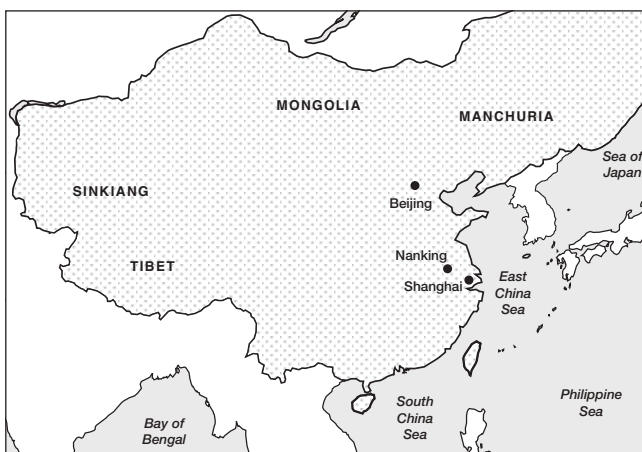 MONGOLIA
MANCHURIA
Sea of
Japan
SINKIANG
Beijing
TIBET
Nanking
Shanghai
East
China
Sea
South
China
Sea
Philippine
Sea
Bay of
Bengal